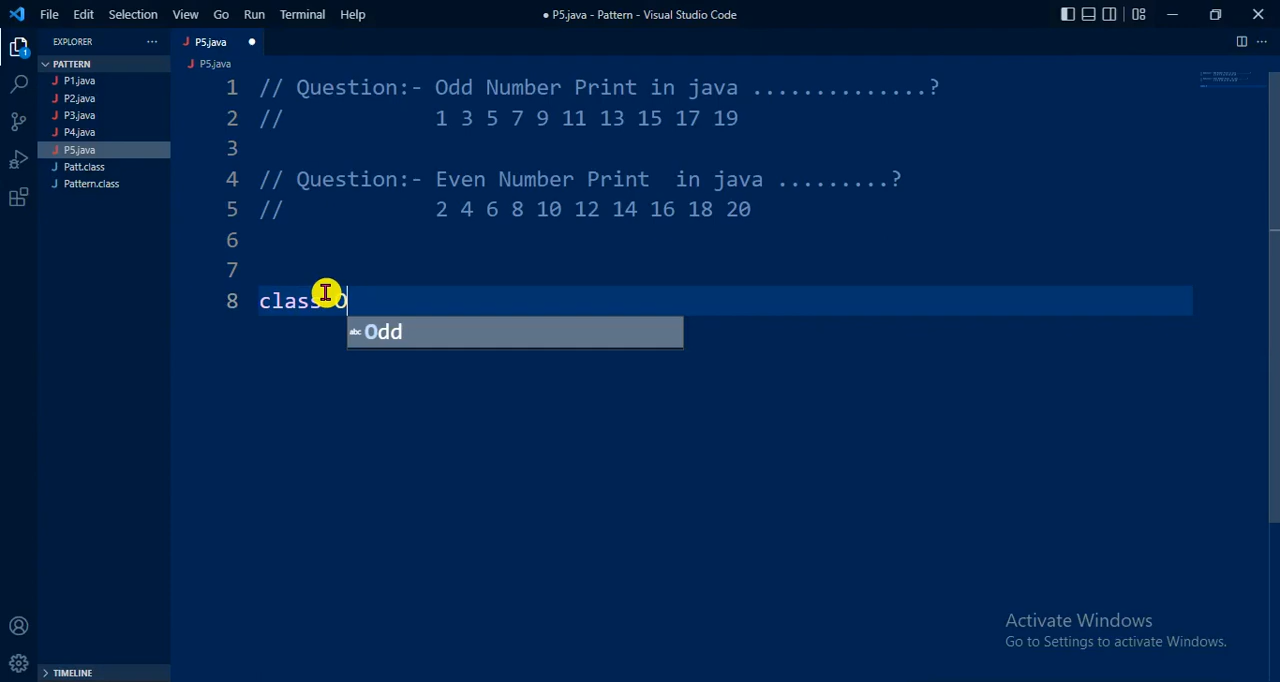 File Edit Selection View Go Run Terminal Help
● P5.java - Pattern - Visual Studio Code
EXPLORER ...
PATTERN
P1.java
P2.java
P3.java
P4.java
P5.java
Patt.class
Pattern.class
TIMELINE
1
J P5.java ●
J P5.java
1 // Question:- Odd Number Print in java ..............?
2 // 1 3 5 7 9 11 13 15 17 19
3
4 // Question:- Even Number Print  in java .........?
5 // 2 4 6 8 10 12 14 16 18 20
6
7
8 class O
abc Odd
Activate Windows
Go to Settings to activate Windows.